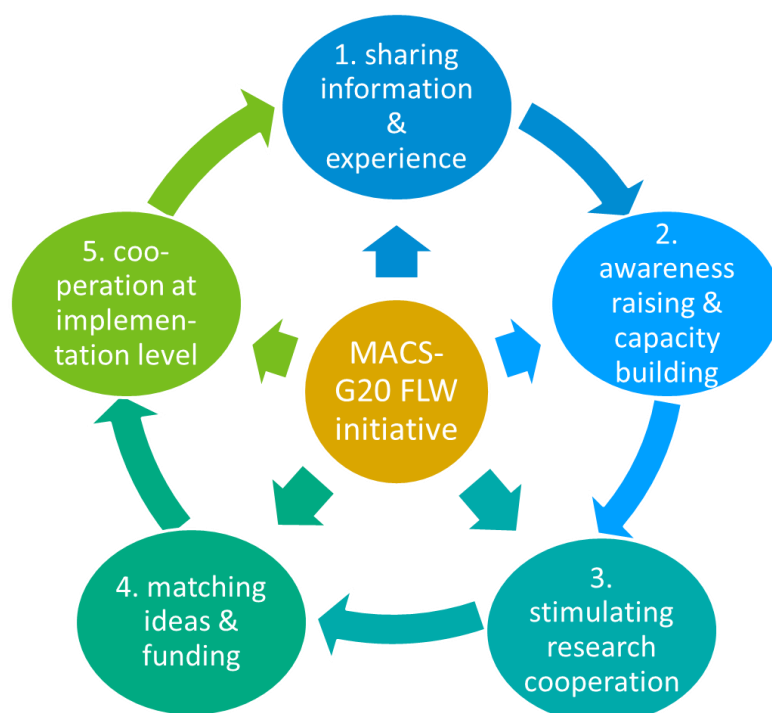 1. sharing
information
&
experience
2.
awareness
raising &
capacity
building
3.
stimulating
research
cooperation
4. matching
ideas &
funding
5. coo-
peration at
implemen-
tation level
MACS-
G20 FLW
initiative